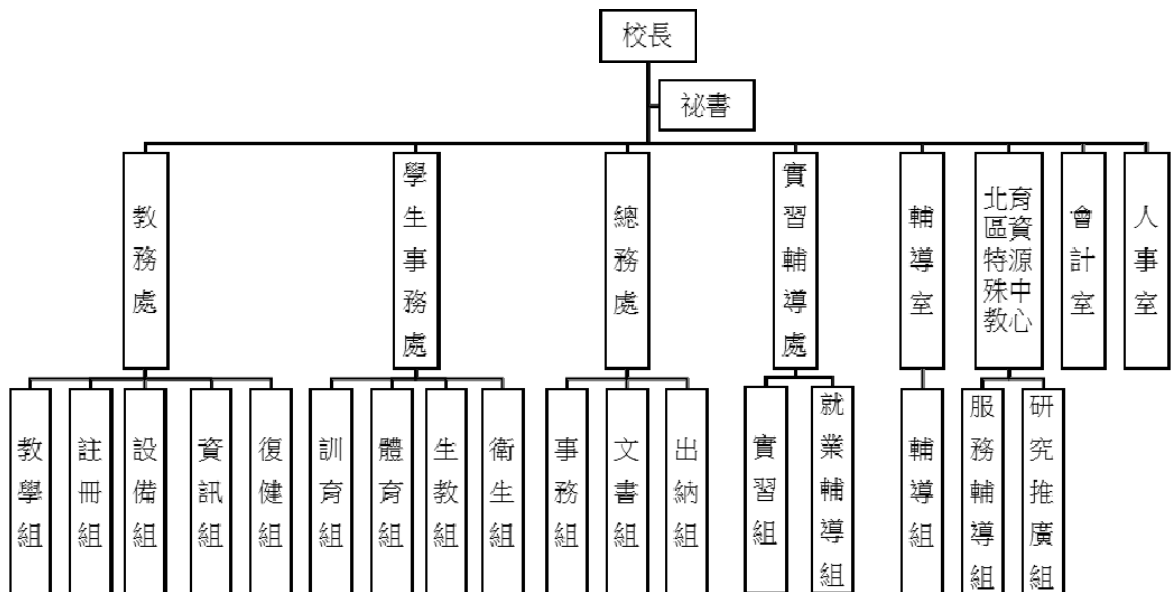 校長
祕書
教務處
學生事務處
總務處
實習輔導處
輔導室
北區特殊教
育資源中心
會計室
人事室
教學組
註冊組
設備組
資訊組
復健組
訓育組
體育組
生教組
衛生組
事務組
文書組
出納組
實習組
就業輔導組
輔導組
服務輔導組
研究推廣組